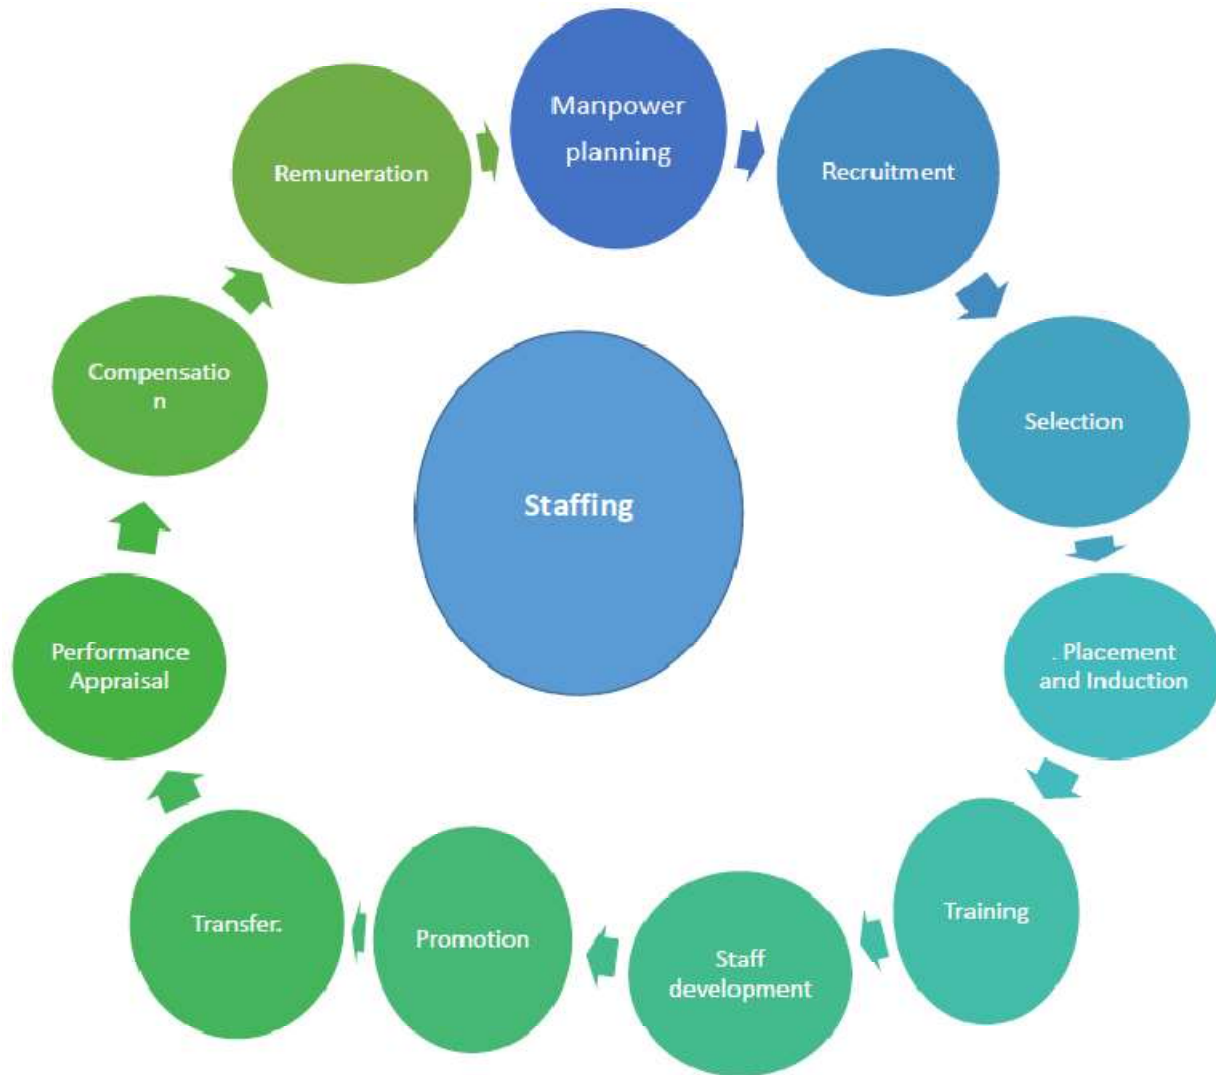 Manpower
planning
Recruitment
Selection
. Placement
and Induction
Training
Staff
development
Promotion
Transfer.
Performance
Appraisal
Compensatio
n
Remuneration
Staffing